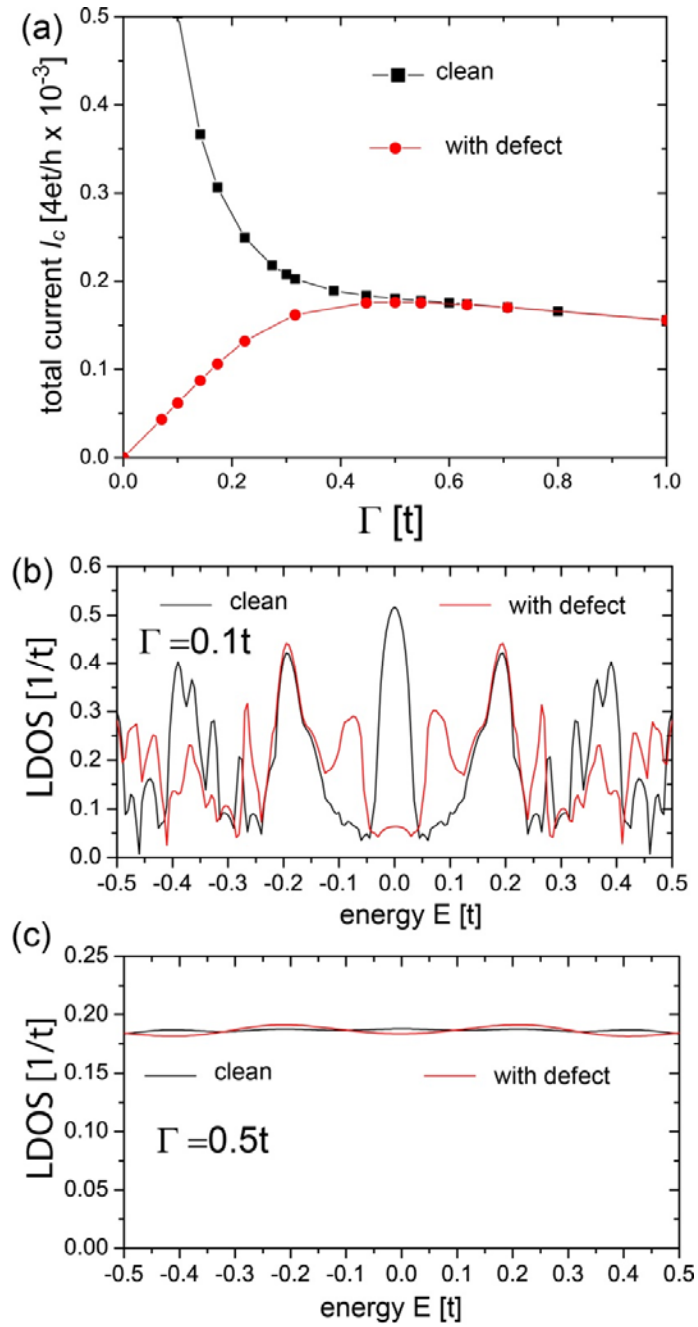 (a)
0.5
0.4
0.3
0.2
0.1
0.0
total current I_c [4et/h x 10^-3]
clean
with defect
0.0 0.2 0.4 0.6 0.8 1.0
Γ [t]
(b)
0.6
0.5
0.4
0.3
0.2
0.1
0.0
LDOS [1/t]
clean
with defect
Γ =0.1t
-0.5 -0.4 -0.3 -0.2 -0.1 0.0 0.1 0.2 0.3 0.4 0.5
energy E [t]
(c)
0.25
0.20
0.15
0.10
0.05
0.00
LDOS [1/t]
clean
with defect
Γ =0.5t
-0.5 -0.4 -0.3 -0.2 -0.1 0.0 0.1 0.2 0.3 0.4 0.5
energy E [t]